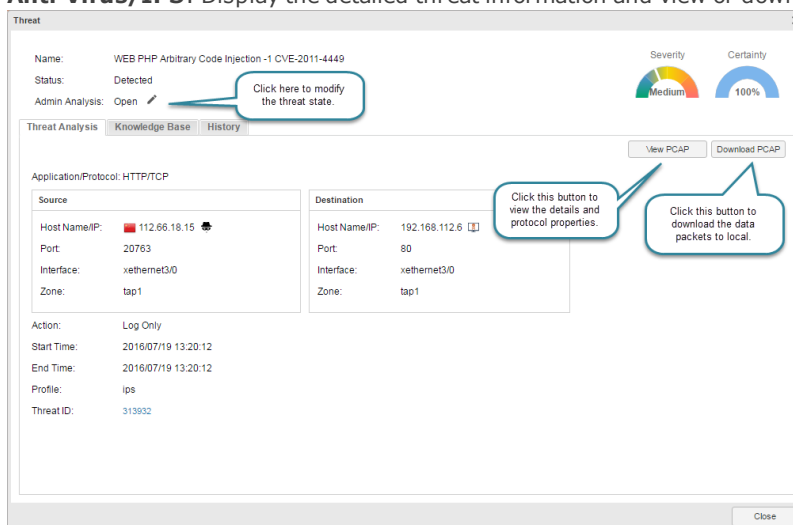 Anti-Virus/IPS: Display the detailed threat information and view or dow
Threat
Name: WEB PHP Arbitrary Code Injection -1 CVE-2011-4449
Status: Detected
Admin Analysis: Open
Click here to modify
the threat state.
Severity
Medium
Certainty
100%
Threat Analysis Knowledge Base History
View PCAP Download PCAP
Application/Protocol: HTTP/TCP
Source
Host Name/IP: 112.66.18.15
Port: 20763
Interface: xethernet3/0
Zone: tap1
Destination
Host Name/IP: 192.168.112.6
Port: 80
Interface: xethernet3/0
Zone: tap1
Click this button to
view the details and
protocol properties.
Click this button to
download the data
packets to local.
Action: Log Only
Start Time: 2016/07/19 13:20:12
End Time: 2016/07/19 13:20:12
Profile: ips
Threat ID: 313932
Close